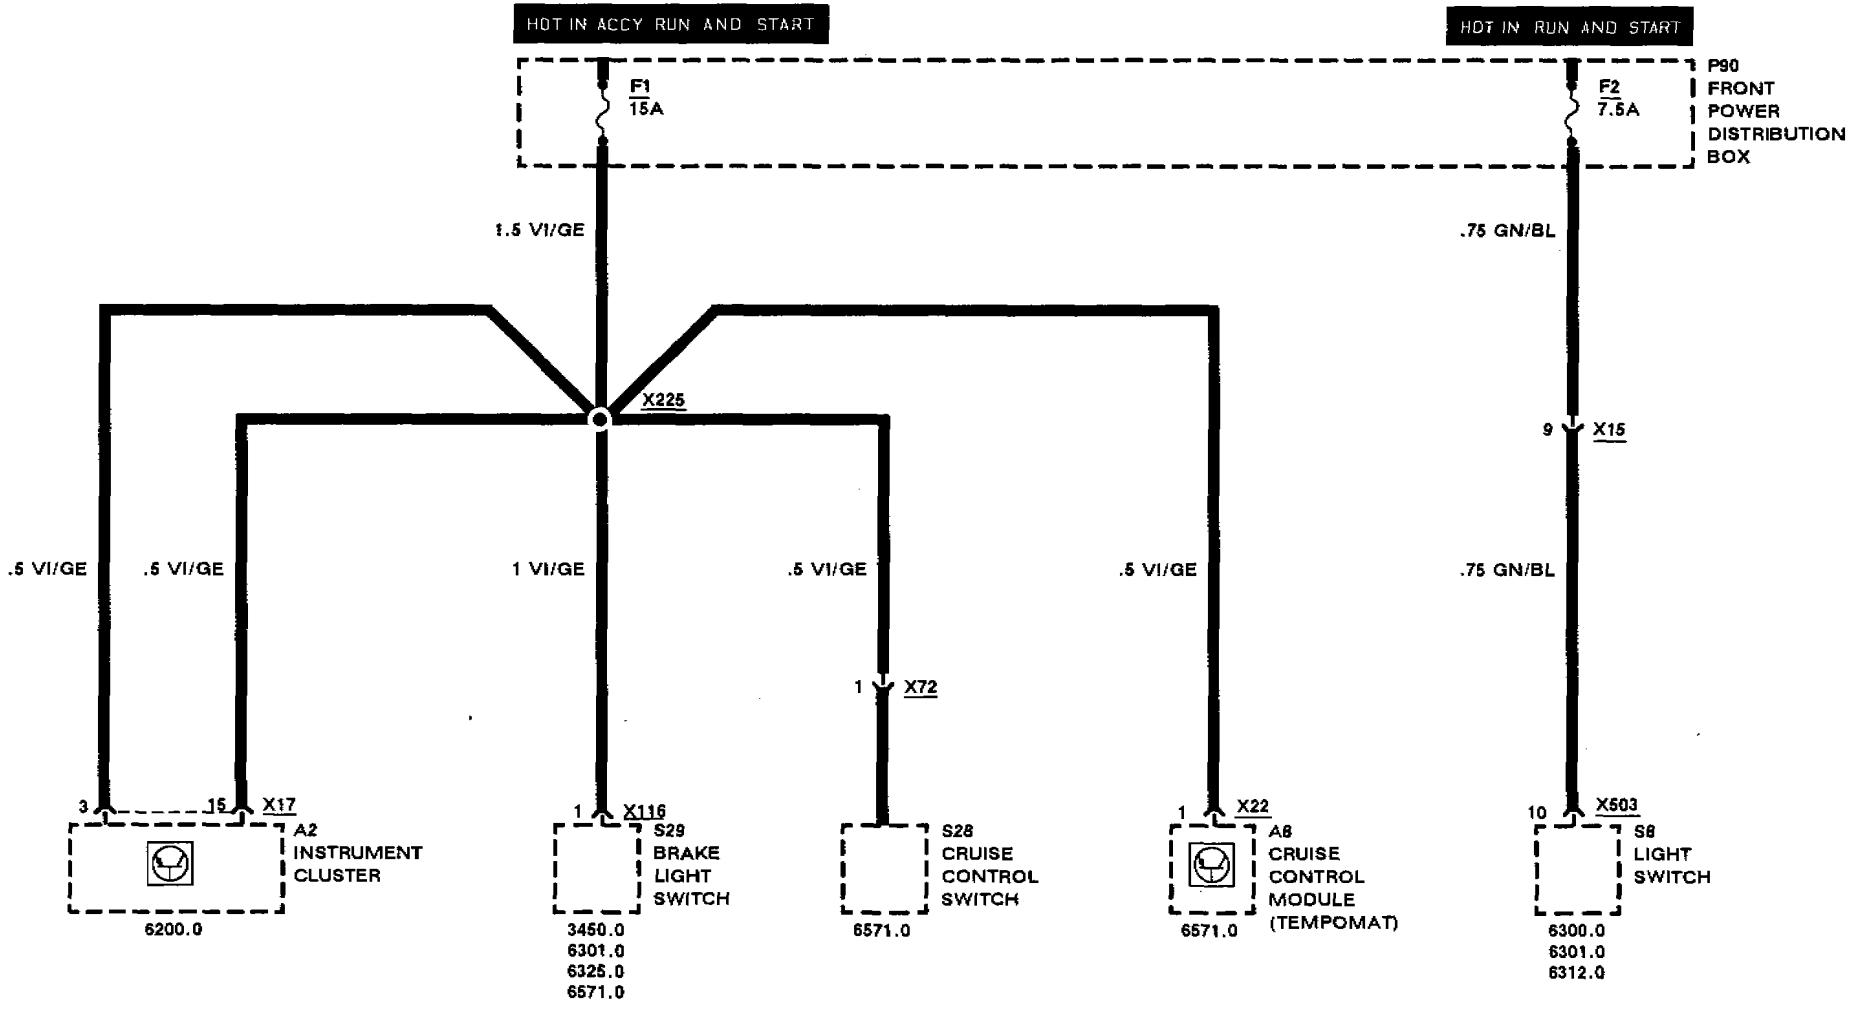 HOT IN ACCY RUN AND START
HOT IN RUN AND START
F1
15A
F2
7.5A
P90
FRONT
POWER
DISTRIBUTION
BOX
1.5 VI/GE
.75 GN/BL
X225
9
X15
.5 VI/GE
.5 VI/GE
1 VI/GE
.5 VI/GE
.5 VI/GE
.75 GN/BL
1
X72
3
15
X17
1
X116
1
X22
10
X503
A2
INSTRUMENT
CLUSTER
6200.0
S29
BRAKE
LIGHT
SWITCH
3450.0
6301.0
6325.0
6571.0
S28
CRUISE
CONTROL
SWITCH
6571.0
A8
CRUISE
CONTROL
MODULE
(TEMPOMAT)
6571.0
S8
LIGHT
SWITCH
6300.0
6301.0
6312.0